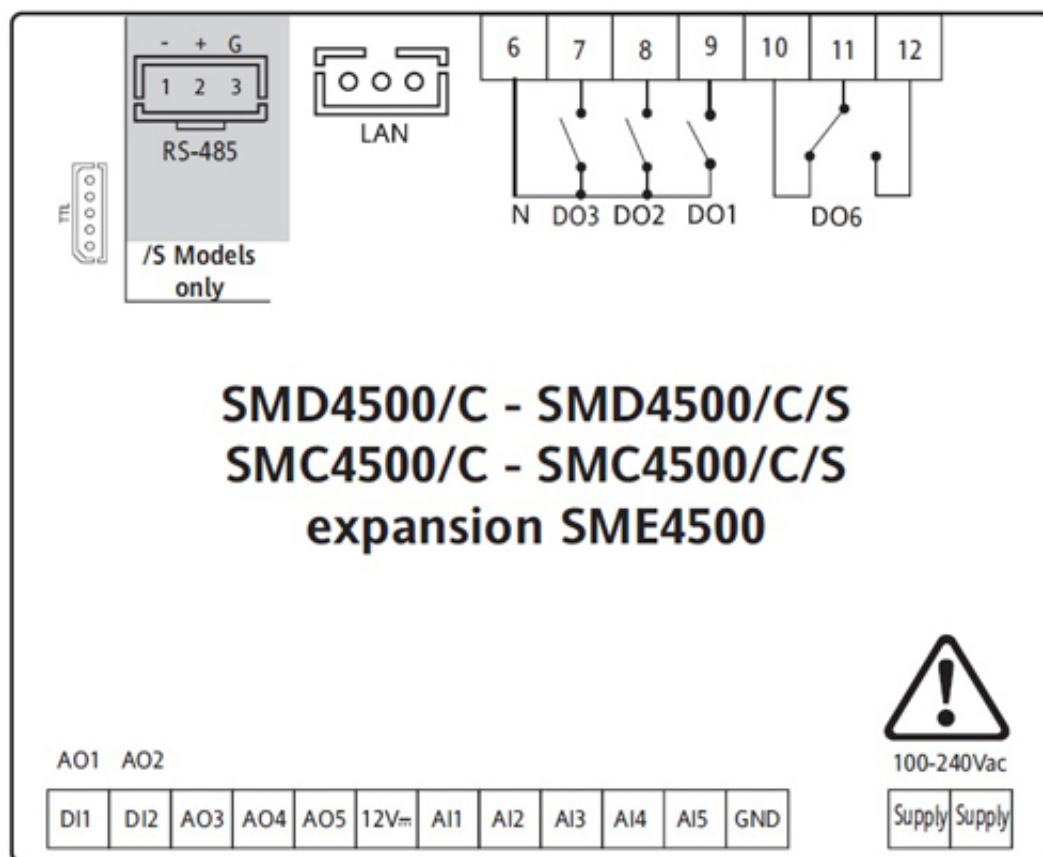 - + G
1 2 3
RS-485
TTL
/S Models
only
LAN
6 7 8 9 10 11 12
N DO3 DO2 DO1 DO6
SMD4500/C - SMD4500/C/S
SMC4500/C - SMC4500/C/S
expansion SME4500
100-240Vac
AO1 AO2
DI1 DI2 AO3 AO4 AO5 12V⎓ AI1 AI2 AI3 AI4 AI5 GND
Supply Supply